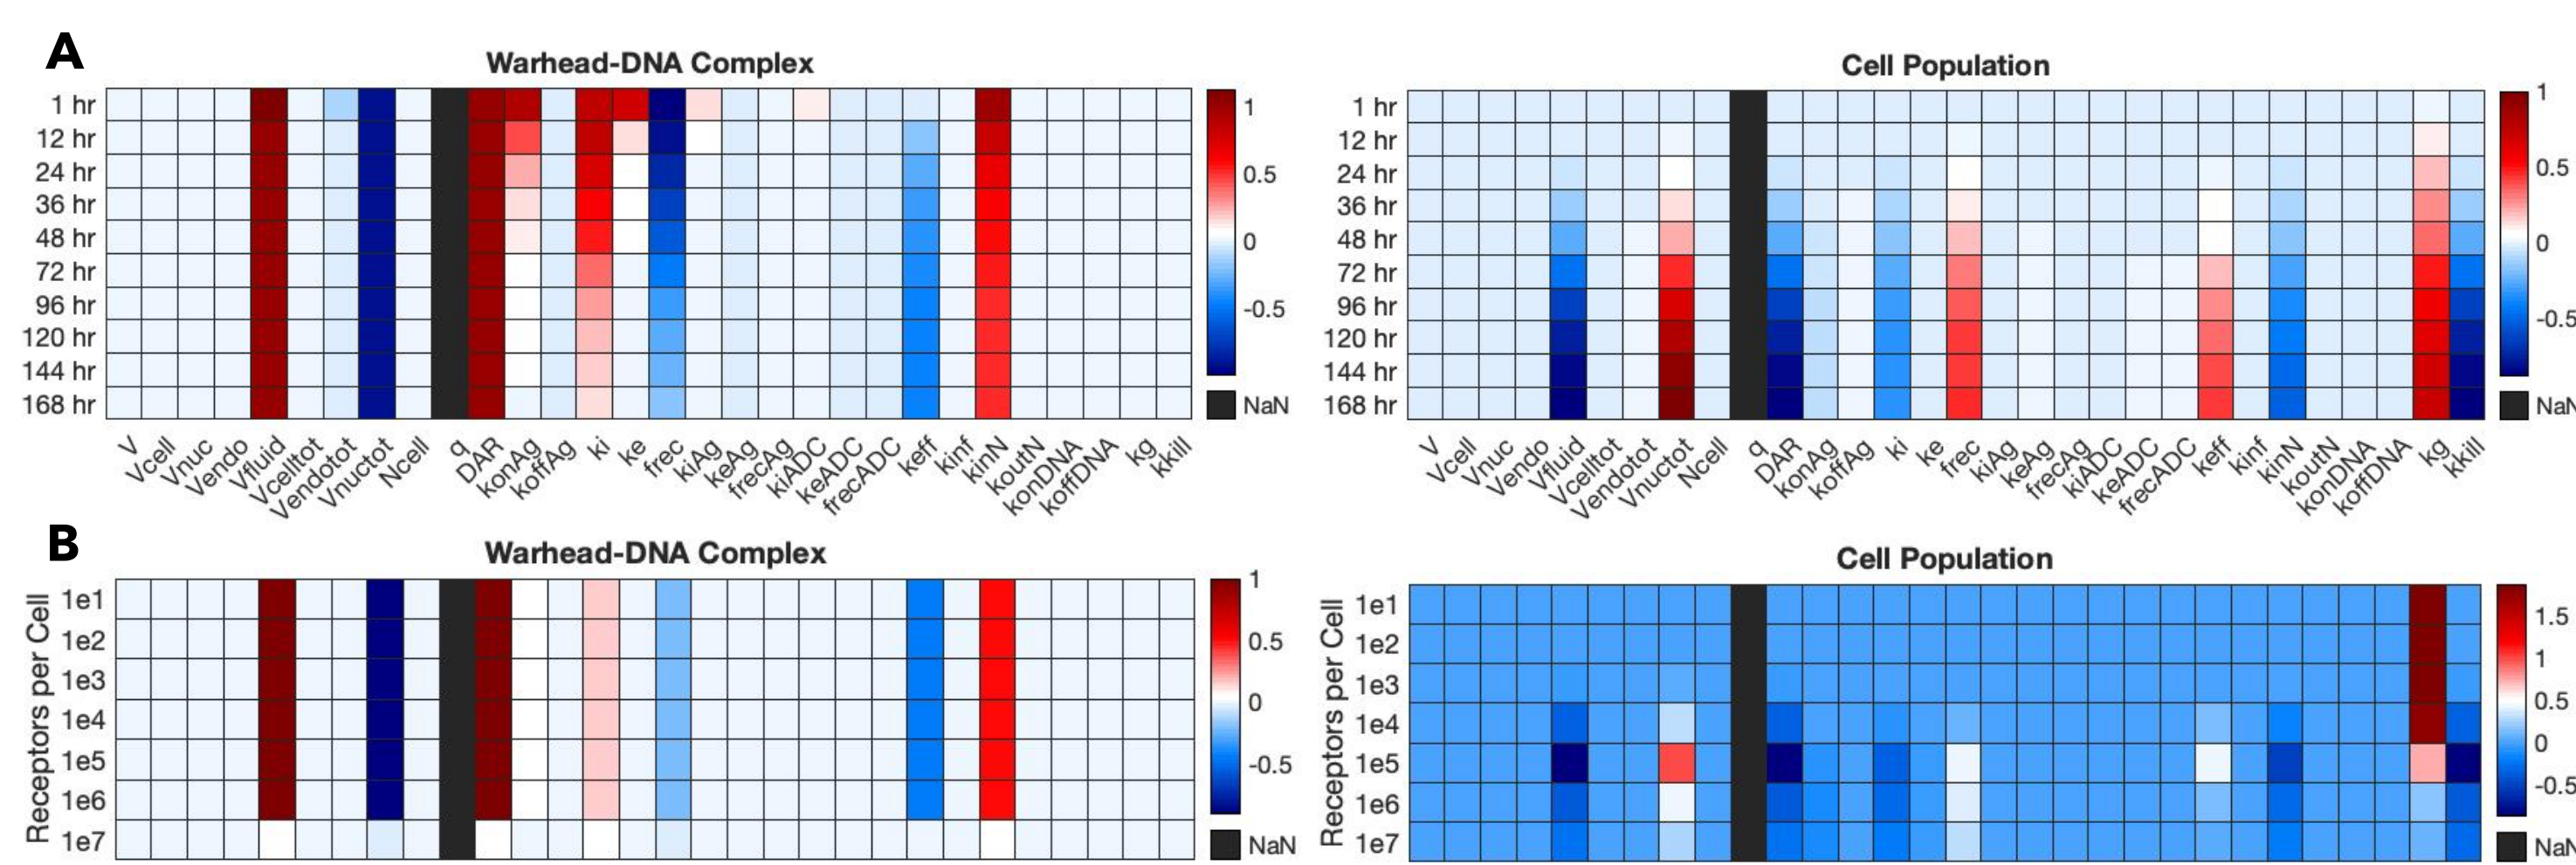 A
Warhead-DNA Complex
1 hr
12 hr
24 hr
36 hr
48 hr
72 hr
96 hr
120 hr
144 hr
168 hr
V
Vcell
Vnuc
Vendo
Vfluid
Vcelltot
Vendotot
Vnuctot
Ncell
q
DAR
konAg
koffAg
ki
ke
frec
kiAg
keAg
frecAg
kiADC
keADC
frecADC
keff
kinf
kinN
koutN
konDNA
koffDNA
kg
kkill
1
0.5
0
-0.5
NaN
Cell Population
1 hr
12 hr
24 hr
36 hr
48 hr
72 hr
96 hr
120 hr
144 hr
168 hr
V
Vcell
Vnuc
Vendo
Vfluid
Vcelltot
Vendotot
Vnuctot
Ncell
q
DAR
konAg
koffAg
ki
ke
frec
kiAg
keAg
frecAg
kiADC
keADC
frecADC
keff
kinf
kinN
koutN
konDNA
koffDNA
kg
kkill
1
0.5
0
-0.5
NaN
B
Warhead-DNA Complex
Receptors per Cell
1e1
1e2
1e3
1e4
1e5
1e6
1e7
1
0.5
0
-0.5
NaN
Cell Population
Receptors per Cell
1e1
1e2
1e3
1e4
1e5
1e6
1e7
1.5
1
0.5
0
-0.5
NaN